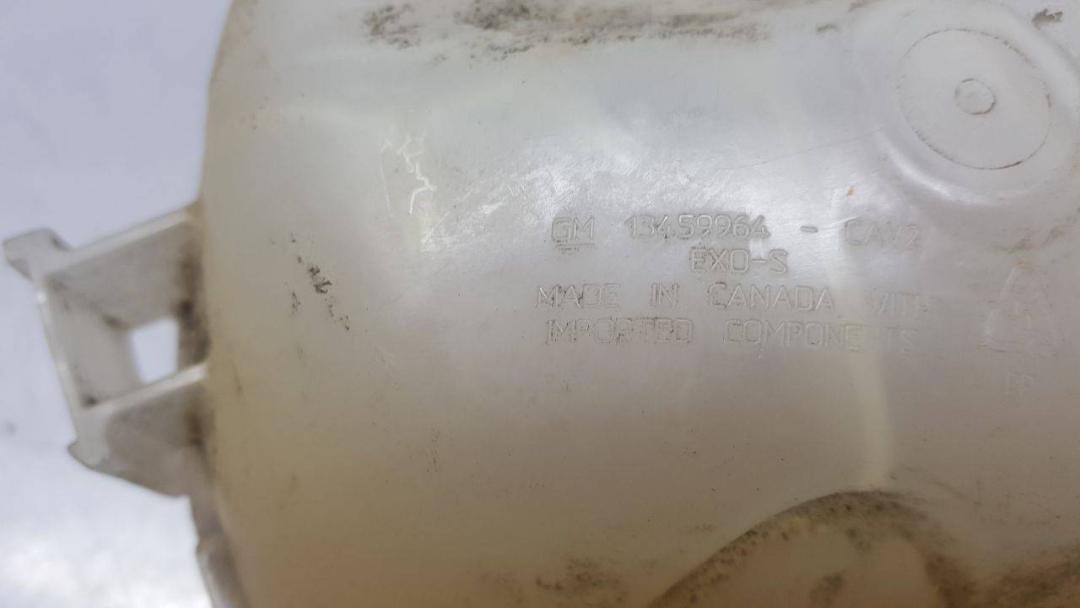 GM 13459964 - CAV2
EXO-S
MADE IN CANADA WITH
IMPORTED COMPONENTS